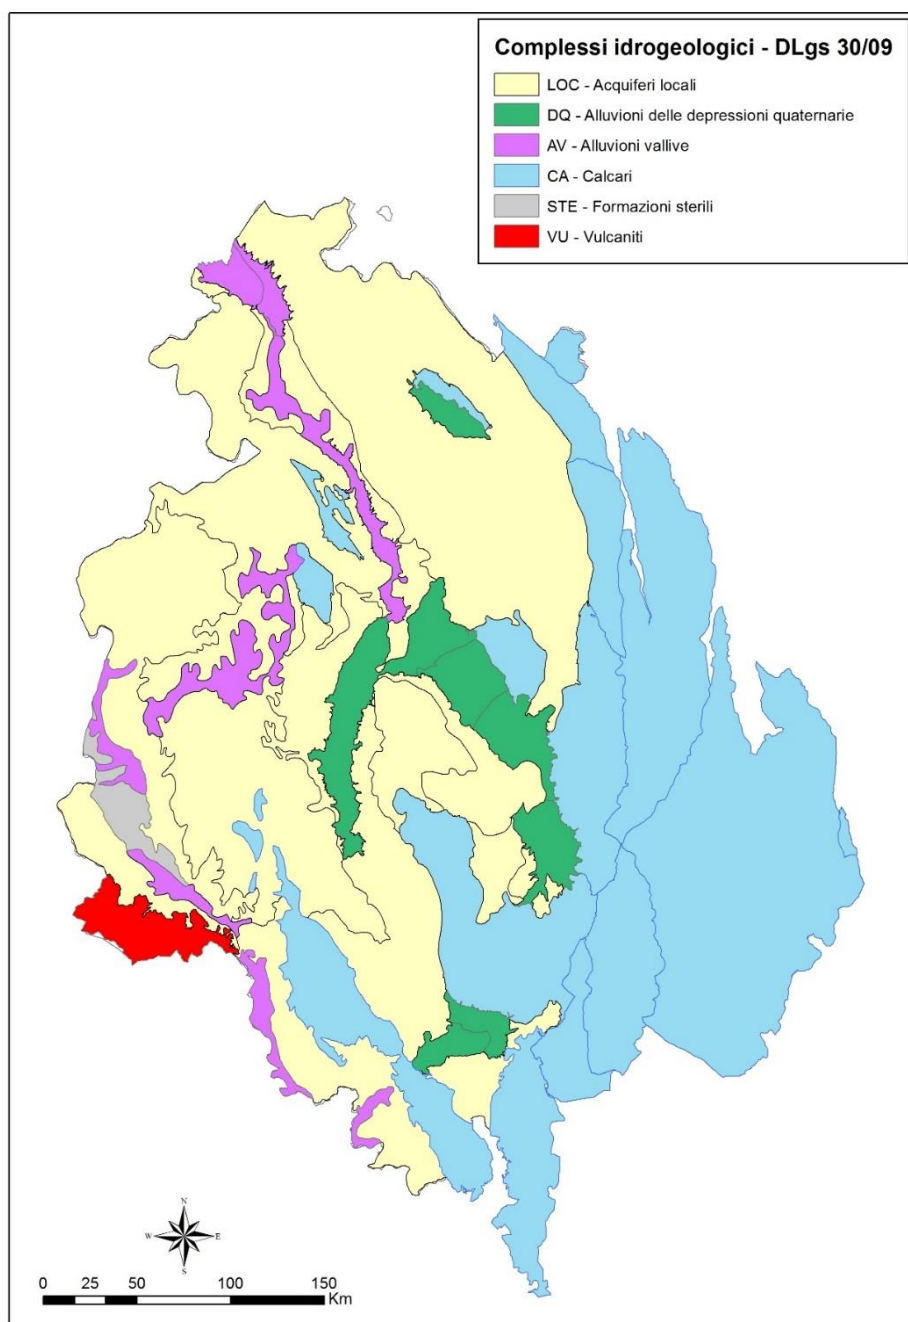 Complessi idrogeologici - DLgs 30/09
LOC - Acquiferi locali
DQ - Alluvioni delle depressioni quaternarie
AV - Alluvioni vallive
CA - Calcari
STE - Formazioni sterili
VU - Vulcaniti
N
W E
S
0 25 50 100 150
Km